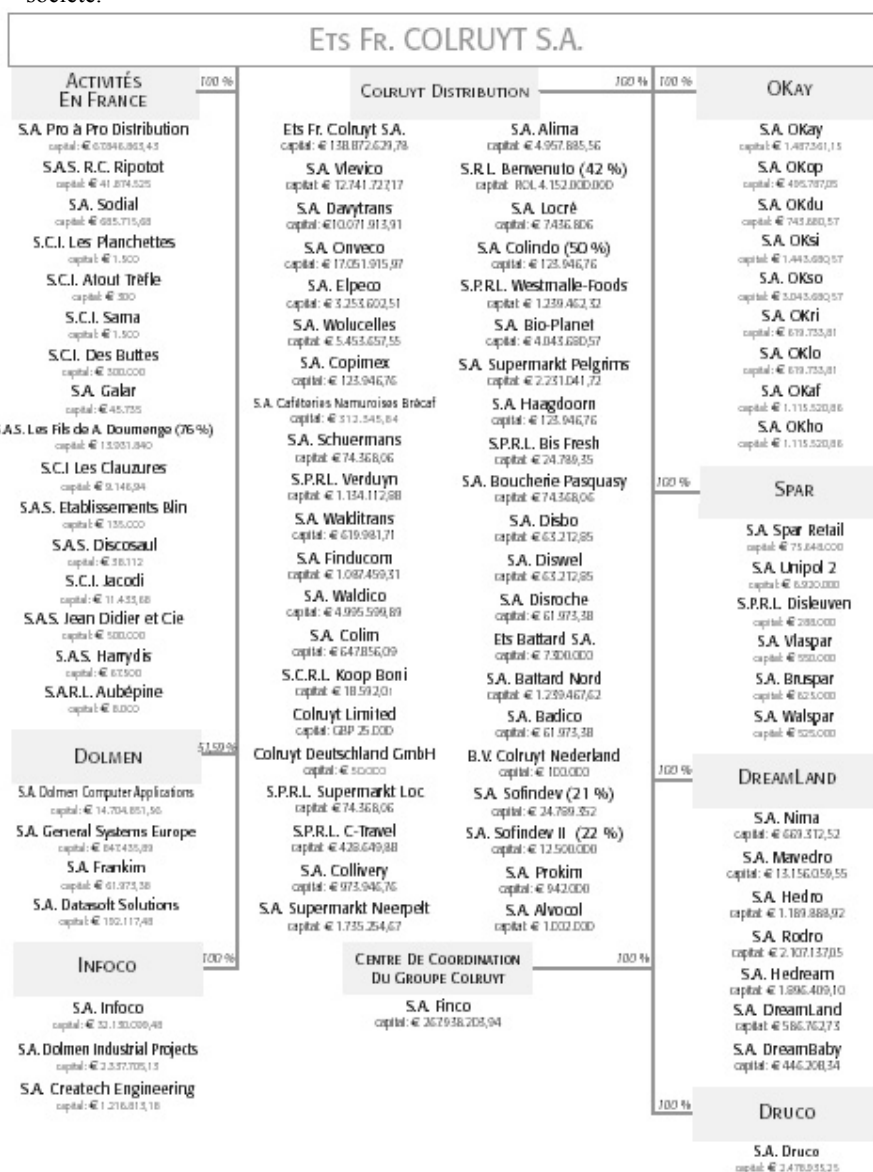 société.
ETS FR. COLRUYT S.A.
ACTIVITÉS
EN FRANCE
100 %
S.A. Pro à Pro Distribution
capital: € 67.846.863,43
S.A.S. R.C. Ripotot
capital: € 41.874.525
S.A. Sodial
capital: € 685.715,68
S.C.I. Les Planchettes
capital: € 1.500
S.C.I. Atout Trèfle
capital: € 300
S.C.I. Sama
capital: € 1.500
S.C.I. Des Buttes
capital: € 300.000
S.A. Galar
capital: € 45.735
S.A.S. Les Fils de A. Doumenge (76 %)
capital: € 13.931.840
S.C.I Les Clauzures
capital: € 9.146,94
S.A.S. Etablissements Blin
capital: € 135.000
S.A.S. Discosaul
capital: € 38.112
S.C.I. Jacodi
capital: € 11.433,68
S.A.S. Jean Didier et Cie
capital: € 500.000
S.A.S. Harrydis
capital: € 67.500
S.A.R.L. Aubépine
capital: € 8.000
DOLMEN
51,59 %
S.A. Dolmen Computer Applications
capital: € 14.704.851,56
S.A. General Systems Europe
capital: € 847.435,89
S.A. Frankim
capital: € 61.973,38
S.A. Datasoft Solutions
capital: € 192.117,48
INFOCO
100 %
S.A. Infoco
capital: € 32.130.099,48
S.A. Dolmen Industrial Projects
capital: € 2.337.705,13
S.A. Createch Engineering
capital: € 1.216.813,18
COLRUYT DISTRIBUTION
100 %
Ets Fr. Colruyt S.A.
capital: € 138.872.629,78
S.A. Vlevico
capital: € 12.741.727,17
S.A. Davytrans
capital: €10.071.913,91
S.A. Onveco
capital: € 17.051.915,97
S.A. Elpeco
capital: € 3.253.602,51
S.A. Wolucelles
capital: € 5.453.657,55
S.A. Copimex
capital: € 123.946,76
S.A. Caféteries Namuroises Brécaf
capital: € 312.345,84
S.A. Schuermans
capital: € 74.368,06
S.P.R.L. Verduyn
capital: € 1.134.112,88
S.A. Walditrans
capital: € 619.981,71
S.A. Finducom
capital: € 1.087.459,31
S.A. Waldico
capital: € 4.995.599,89
S.A. Colim
capital: € 647.856,09
S.C.R.L. Koop Boni
capital: € 18.592,01
Colruyt Limited
capital: GBP 25.000
Colruyt Deutschland GmbH
capital: € 50.000
S.P.R.L. Supermarkt Loc
capital: € 74.368,06
S.P.R.L. C-Travel
capital: € 428.649,88
S.A. Collivery
capital: € 973.946,76
S.A. Supermarkt Neerpelt
capital: € 1.735.254,67
S.A. Alima
capital: € 4.957.885,56
S.R.L. Benvenuto (42 %)
capital: ROL 4.152.000.000
S.A. Locré
capital: € 7.436.806
S.A. Colindo (50 %)
capital: € 123.946,76
S.P.R.L. Westmalle-Foods
capital: € 1.239.462,32
S.A. Bio-Planet
capital: € 4.043.680,57
S.A. Supermarkt Pelgrims
capital: € 2.231.041,72
S.A. Haagdoorn
capital: € 123.946,76
S.P.R.L. Bis Fresh
capital: € 24.789,35
S.A. Boucherie Pasquasy
capital: € 74.368,06
S.A. Disbo
capital: € 63.212,85
S.A. Diswel
capital: € 63.212,85
S.A. Disroche
capital: € 61.973,38
Ets Battard S.A.
capital: € 7.300.000
S.A. Battard Nord
capital: € 1.239.467,62
S.A. Badico
capital: € 61.973,38
B.V. Colruyt Nederland
capital: € 100.000
S.A. Sofindev (21 %)
capital: € 24.789.352
S.A. Sofindev II (22 %)
capital: € 12.500.000
S.A. Prokim
capital: € 942.000
S.A. Alvocol
capital: € 1.002.000
CENTRE DE COORDINATION
DU GROUPE COLRUYT
100 %
S.A. Finco
capital: € 267.938.203,94
100 %
OKAY
S.A. OKay
capital: € 1.487.361,15
S.A. OKop
capital: € 495.787,05
S.A. OKdu
capital: € 743.680,57
S.A. OKsi
capital: € 1.443.680,57
S.A. OKso
capital: € 3.043.680,57
S.A. OKri
capital: € 619.733,81
S.A. OKlo
capital: € 619.733,81
S.A. OKaf
capital: € 1.115.520,86
S.A. OKho
capital: € 1.115.520,86
100 %
SPAR
S.A. Spar Retail
capital: € 75.648.000
S.A. Unipol 2
capital: € 6.920.000
S.P.R.L. Disleuven
capital: € 288.000
S.A. Vlaspar
capital: € 550.000
S.A. Bruspar
capital: € 625.000
S.A. Walspar
capital: € 525.000
100 %
DREAMLAND
S.A. Nima
capital: € 669.312,52
S.A. Mavedro
capital: € 13.156.059,55
S.A. Hedro
capital: € 1.189.888,92
S.A. Rodro
capital: € 2.107.137,05
S.A. Hedream
capital: € 1.896.409,10
S.A. DreamLand
capital: € 586.762,73
S.A. DreamBaby
capital: € 446.208,34
100 %
DRUCO
S.A. Druco
capital: € 2.478.935,25